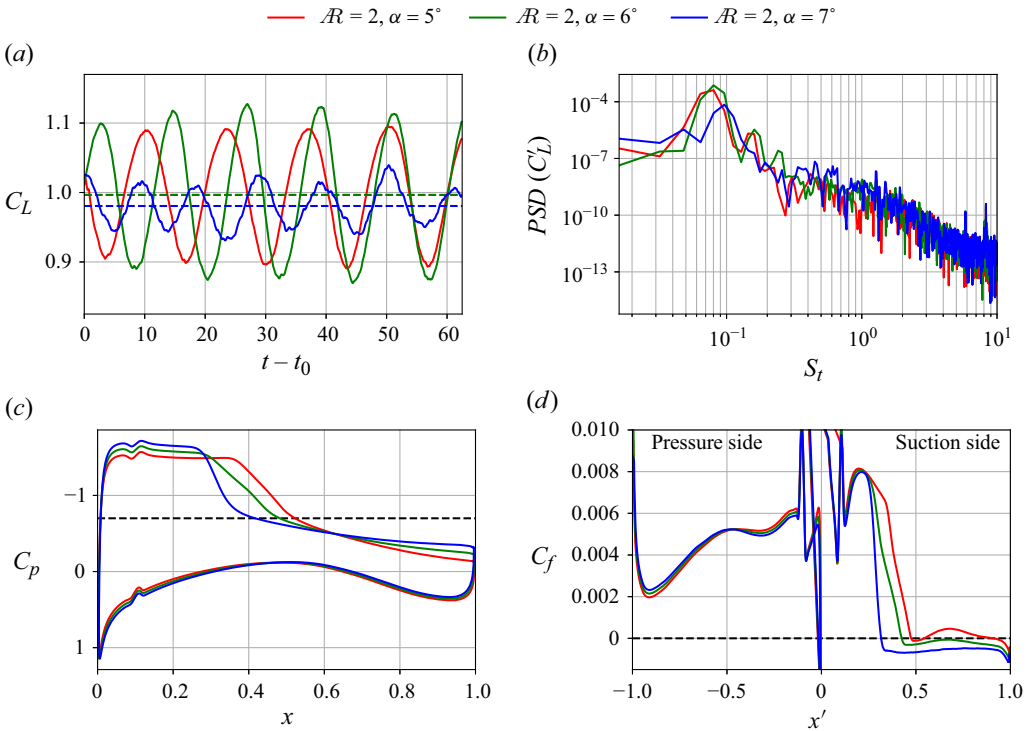 Æ = 2, α = 5° Æ = 2, α = 6° Æ = 2, α = 7°
(a) (b)
1.1
1.0
0.9
C_L
0 10 20 30 40 50 60
t – t_0
10^−4
10^−7
10^−10
10^−13
PSD (C′_L)
10^−1 10^0 10^1
S_t
(c) (d)
−1
0
1
C_p
0 0.2 0.4 0.6 0.8 1.0
x
Pressure side Suction side
0.010
0.008
0.006
0.004
0.002
0
C_f
−1.0 −0.5 0 0.5 1.0
x′